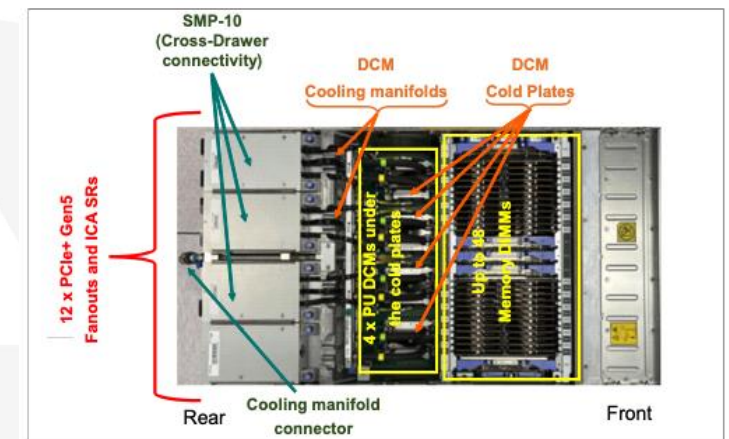 SMP-10
(Cross-Drawer
connectivity)
DCM
Cooling manifolds
DCM
Cold Plates
12 x PCIe+ Gen5
Fanouts and ICA SRs
4 x PU DCMs under
the cold plates
Up to 48
Memory DIMMs
Rear
Cooling manifold
connector
Front